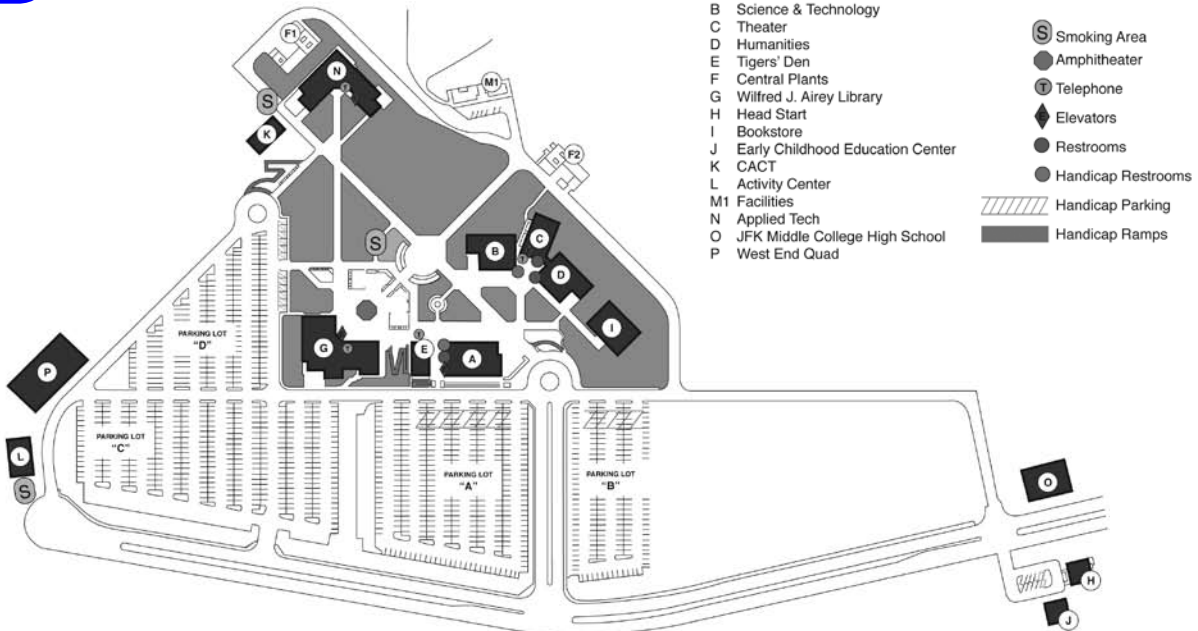 B Science & Technology
C Theater
D Humanities
E Tigers' Den
F Central Plants
G Wilfred J. Airey Library
H Head Start
I Bookstore
J Early Childhood Education Center
K CACT
L Activity Center
M1 Facilities
N Applied Tech
O JFK Middle College High School
P West End Quad
S Smoking Area
Amphitheater
T Telephone
E Elevators
Restrooms
Handicap Restrooms
Handicap Parking
Handicap Ramps
F1
N
M1
S
K
F2
C
S
B
T
D
I
PARKING LOT
"D"
G
T
T
E
A
P
PARKING LOT
"C"
L
S
PARKING LOT
"A"
PARKING LOT
"B"
O
H
J